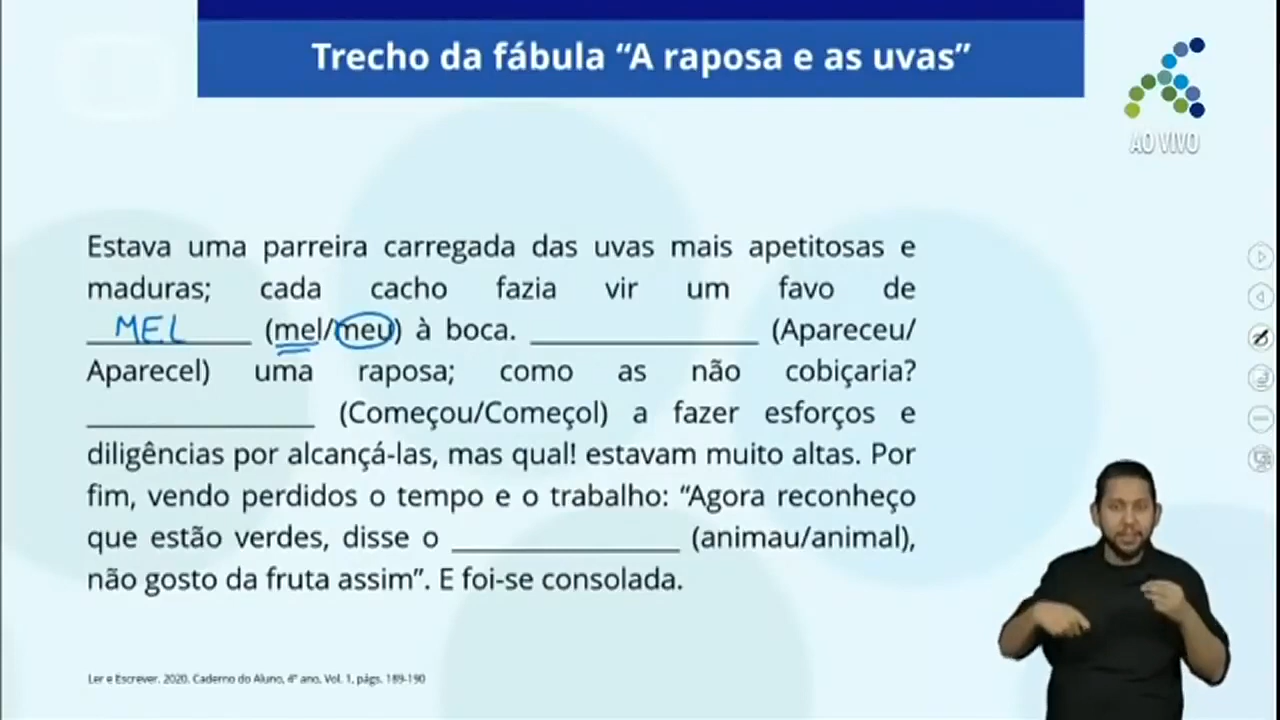 Trecho da fábula “A raposa e as uvas”
AO VIVO
Estava uma parreira carregada das uvas mais apetitosas e
maduras; cada cacho fazia vir um favo de
MEL (mel/meu) à boca. _______________ (Apareceu/
Aparecel) uma raposa; como as não cobiçaria?
_______________ (Começou/Começol) a fazer esforços e
diligências por alcançá-las, mas qual! estavam muito altas. Por
fim, vendo perdidos o tempo e o trabalho: “Agora reconheço
que estão verdes, disse o _______________ (animau/animal),
não gosto da fruta assim”. E foi-se consolada.
Ler e Escrever. 2020. Caderno do Aluno, 4º ano. Vol. 1, págs. 189-190